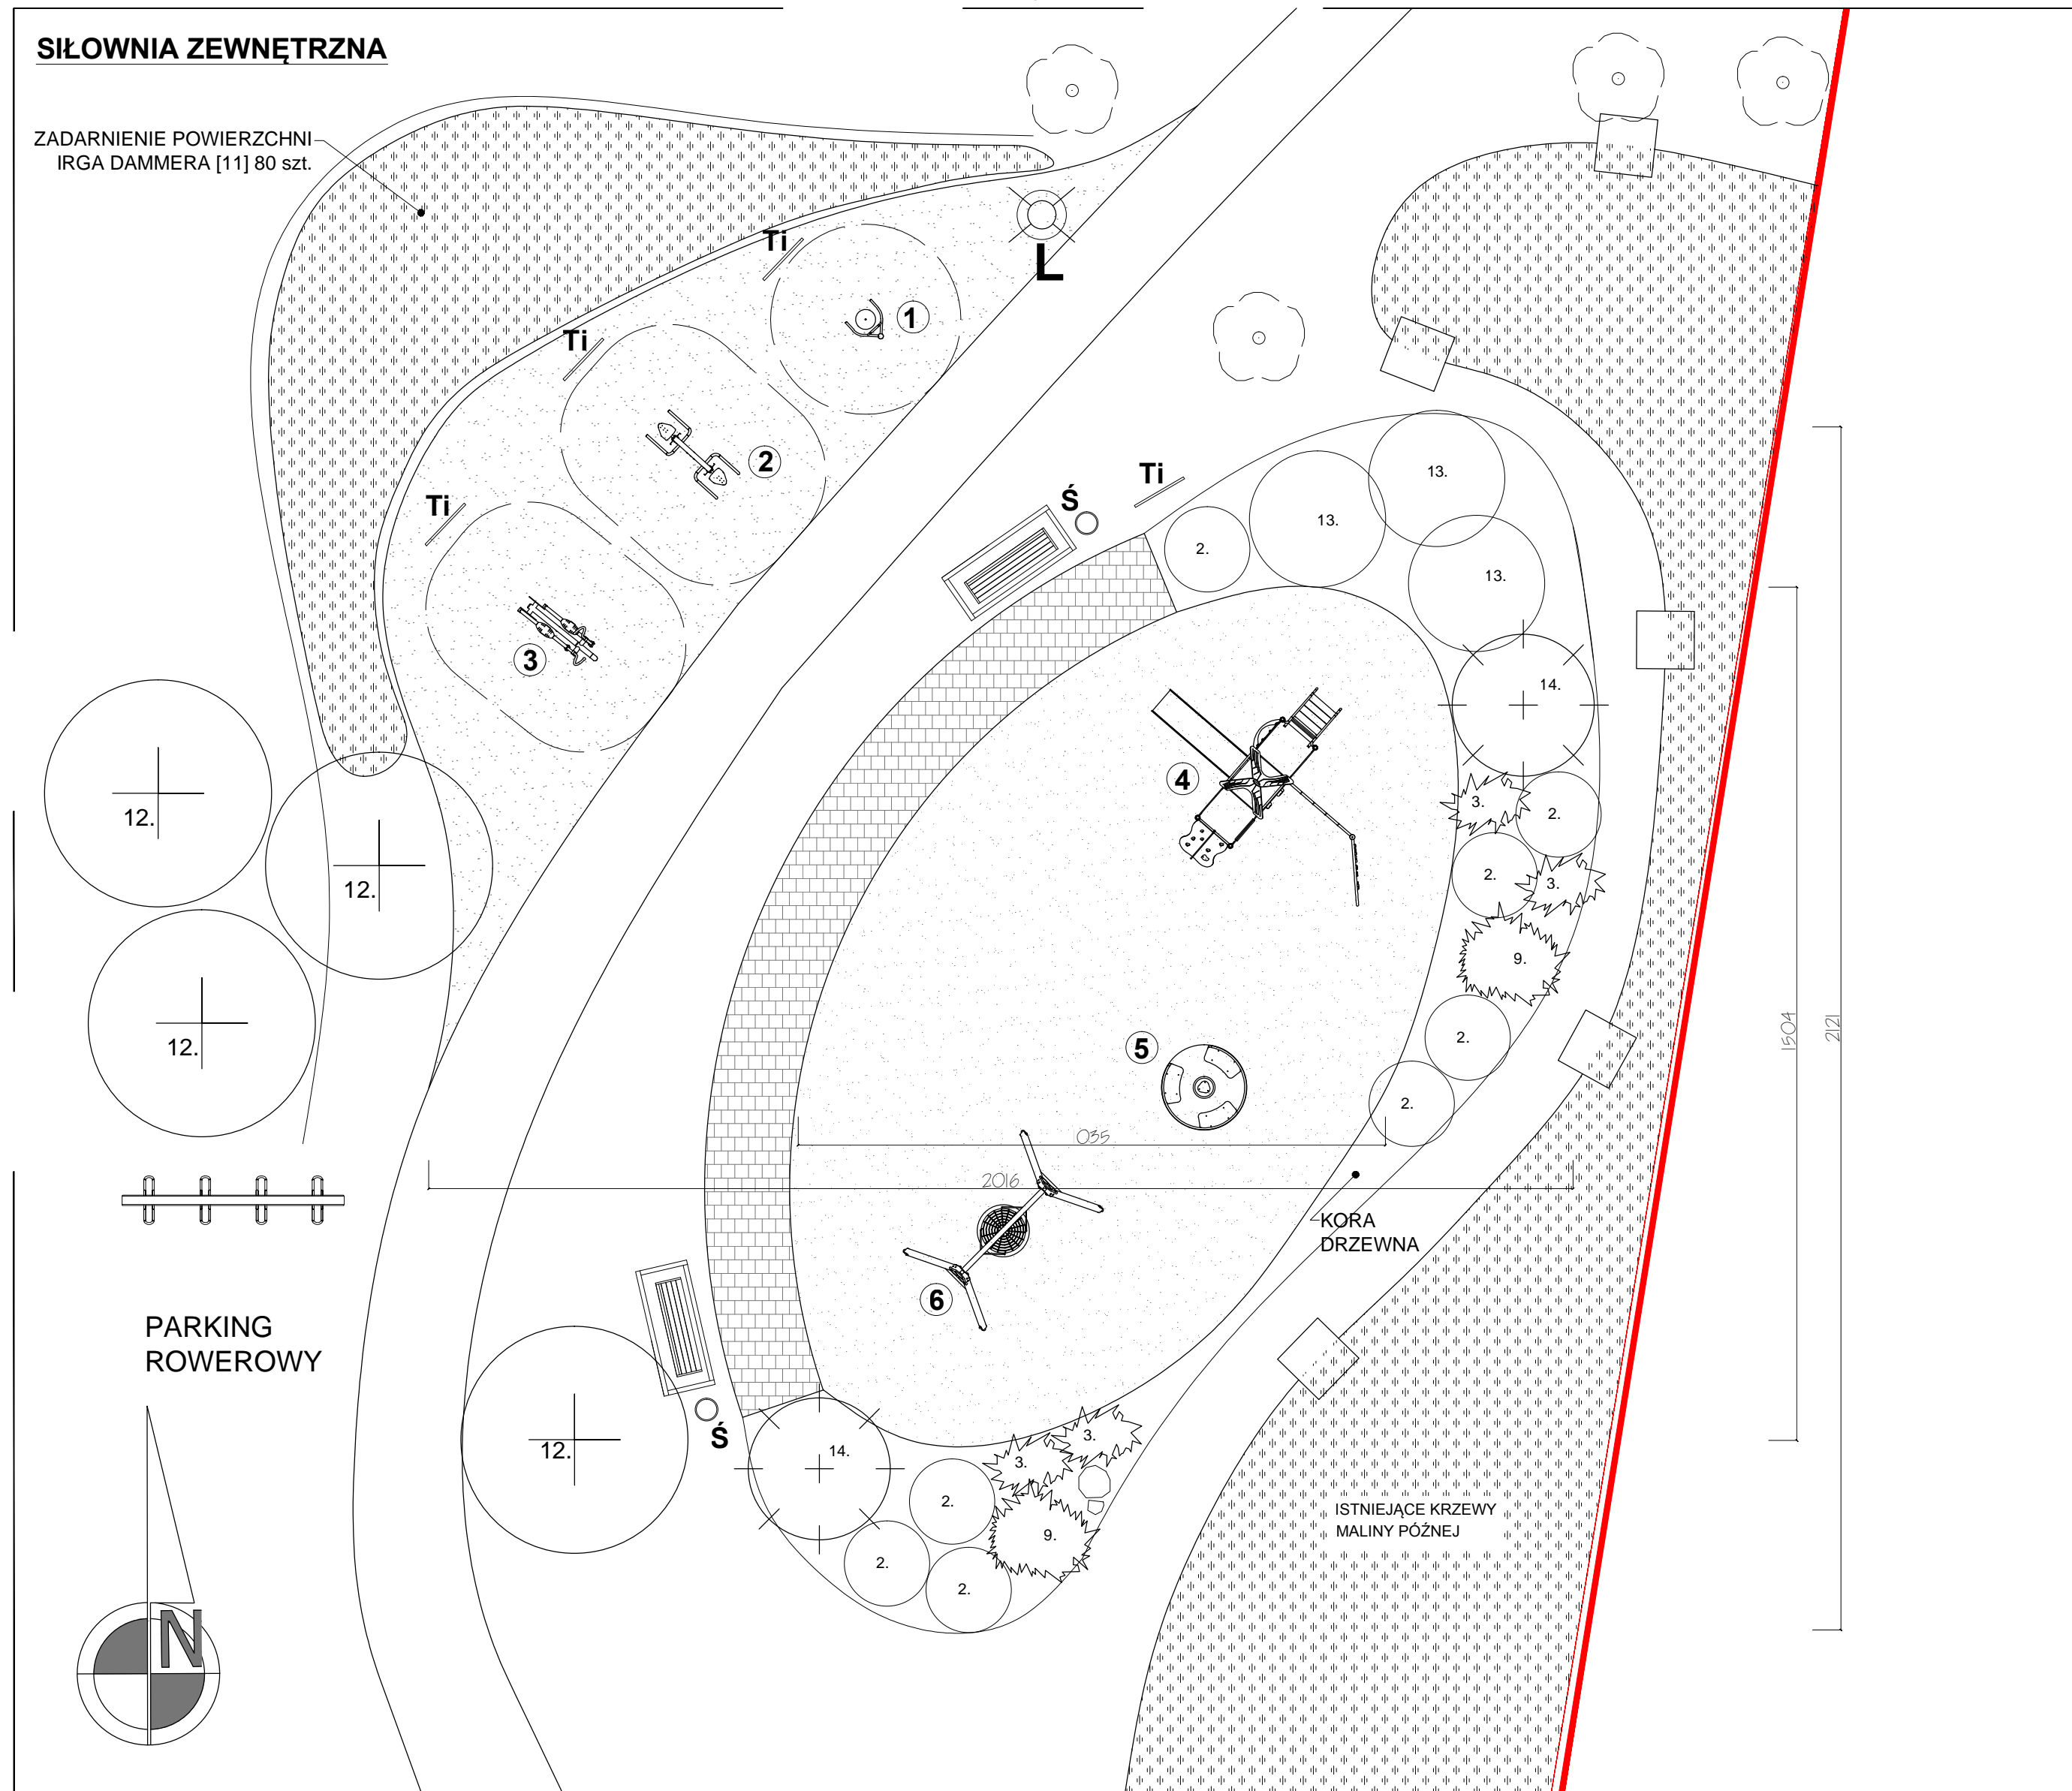 SIŁOWNIA ZEWNĘTRZNA
ZADARNIENIE POWIERZCHNI
IRGA DAMMERA [11] 80 szt.
Ti
L
1
Ti
2
Ti
3
Ś
Ti
2.
13.
13.
13.
14.
4
3.
2.
2.
3.
9.
2.
2.
5
12.
12.
12.
1504
2121
035
2016
KORA
DRZEWNA
6
PARKING
ROWEROWY
12.
Ś
14.
3.
3.
2.
9.
2.
2.
ISTNIEJĄCE KRZEWY
MALINY PÓŹNEJ
N